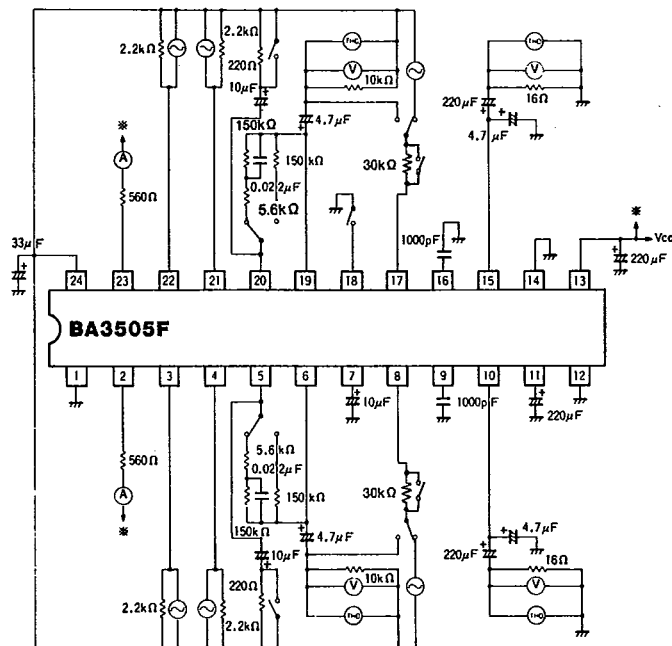 2.2kΩ
2.2kΩ
220Ω
10µF
THD
V
10kΩ
4.7µF
THD
V
16Ω
220µF
4.7µF
150kΩ
150kΩ
0.022µF
5.6kΩ
30kΩ
※
A
560Ω
1000pF
※
Vcc
220µF
33µF
24 23 22 21 20 19 18 17 16 15 14 13
BA3505F
1 2 3 4 5 6 7 8 9 10 11 12
10µF
1000pF
220µF
560Ω
A
※
5.6kΩ
0.022µF
150kΩ
150kΩ
30kΩ
4.7µF
10µF
4.7µF
220µF
2.2kΩ
220Ω
2.2kΩ
10kΩ
V
THD
16Ω
V
THD